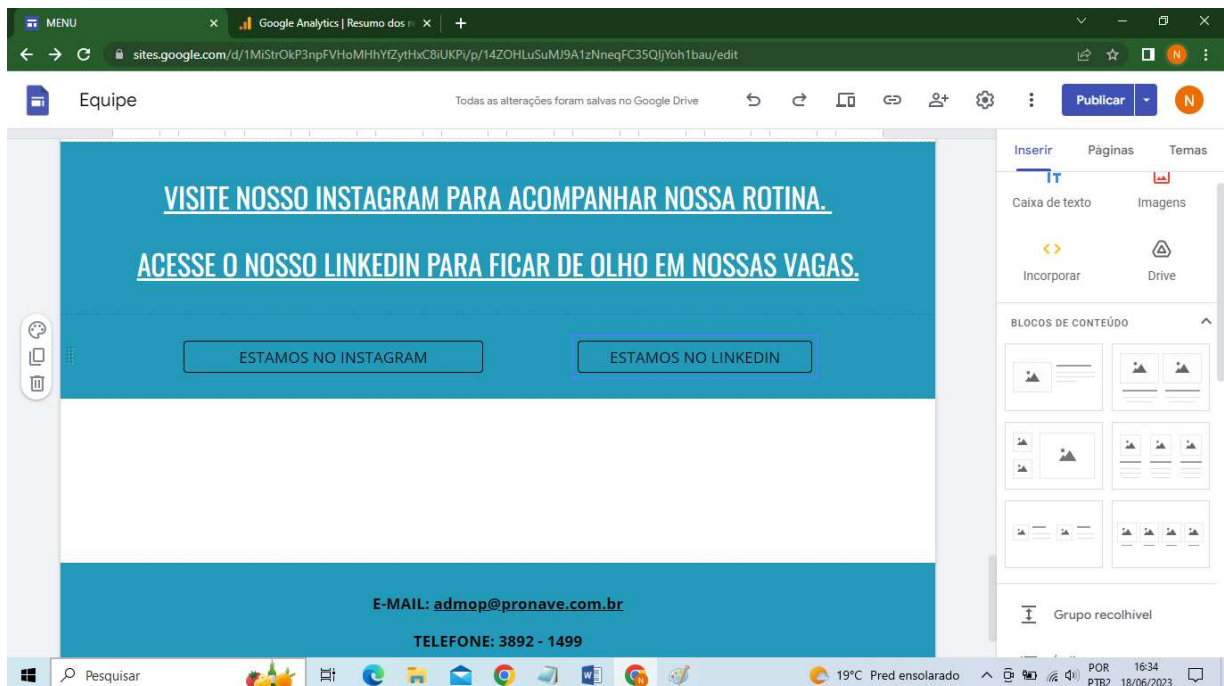 MENU
Google Analytics | Resumo dos n
sites.google.com/d/1MiStrOkP3npFVHoMHhYfZytHxC8iUKPi/p/14ZOHLuSuMJ9A1zNneqFC35QIjYoh1bau/edit
N
Equipe
Todas as alterações foram salvas no Google Drive
Publicar
N
Inserir Páginas Temas
Caixa de texto Imagens
Incorporar Drive
BLOCOS DE CONTEÚDO
Grupo recolhível
VISITE NOSSO INSTAGRAM PARA ACOMPANHAR NOSSA ROTINA.
ACESSE O NOSSO LINKEDIN PARA FICAR DE OLHO EM NOSSAS VAGAS.
ESTAMOS NO INSTAGRAM
ESTAMOS NO LINKEDIN
E-MAIL: admop@pronave.com.br
TELEFONE: 3892 - 1499
Pesquisar
19°C Pred ensolarado
POR
PTB2
16:34
18/06/2023